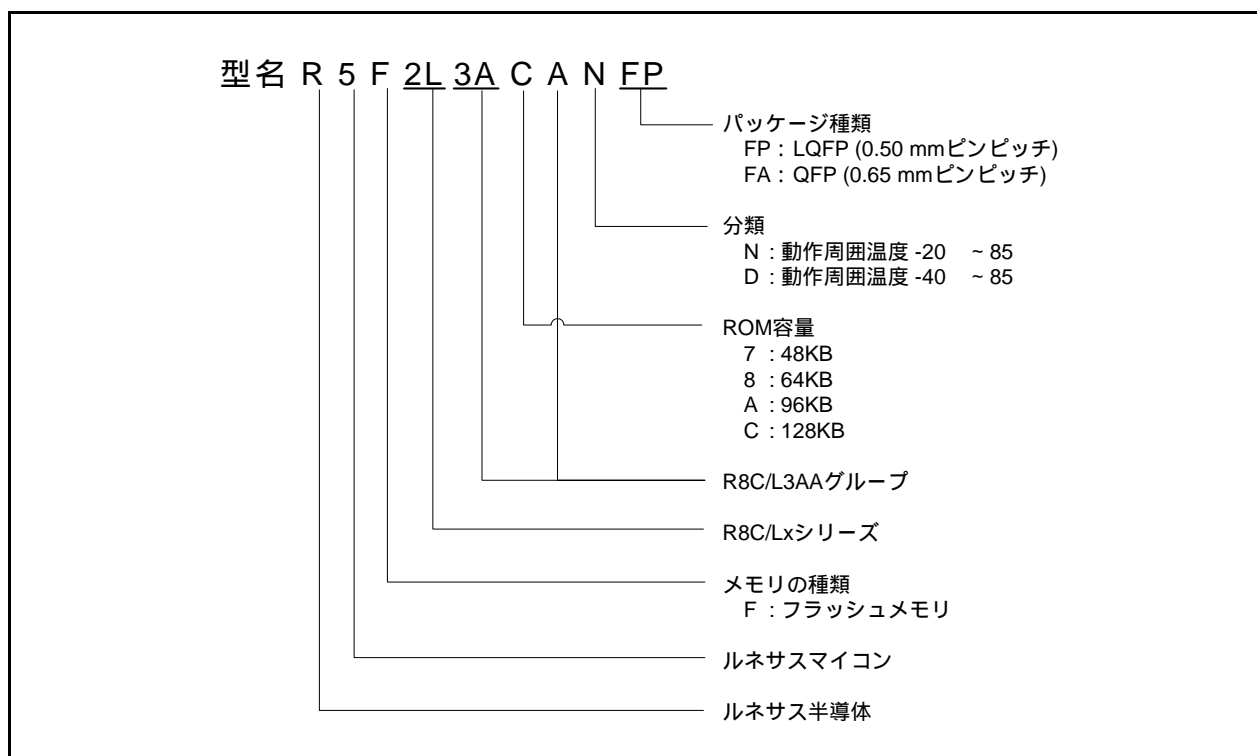 型名 R 5 F 2L 3A C A N FP
パッケージ種類
FP : LQFP (0.50 mmピンピッチ)
FA : QFP (0.65 mmピンピッチ)
分類
N : 動作周囲温度 -20 ~ 85
D : 動作周囲温度 -40 ~ 85
ROM容量
7 : 48KB
8 : 64KB
A : 96KB
C : 128KB
R8C/L3AAグループ
R8C/Lxシリーズ
メモリの種類
F : フラッシュメモリ
ルネサスマイコン
ルネサス半導体